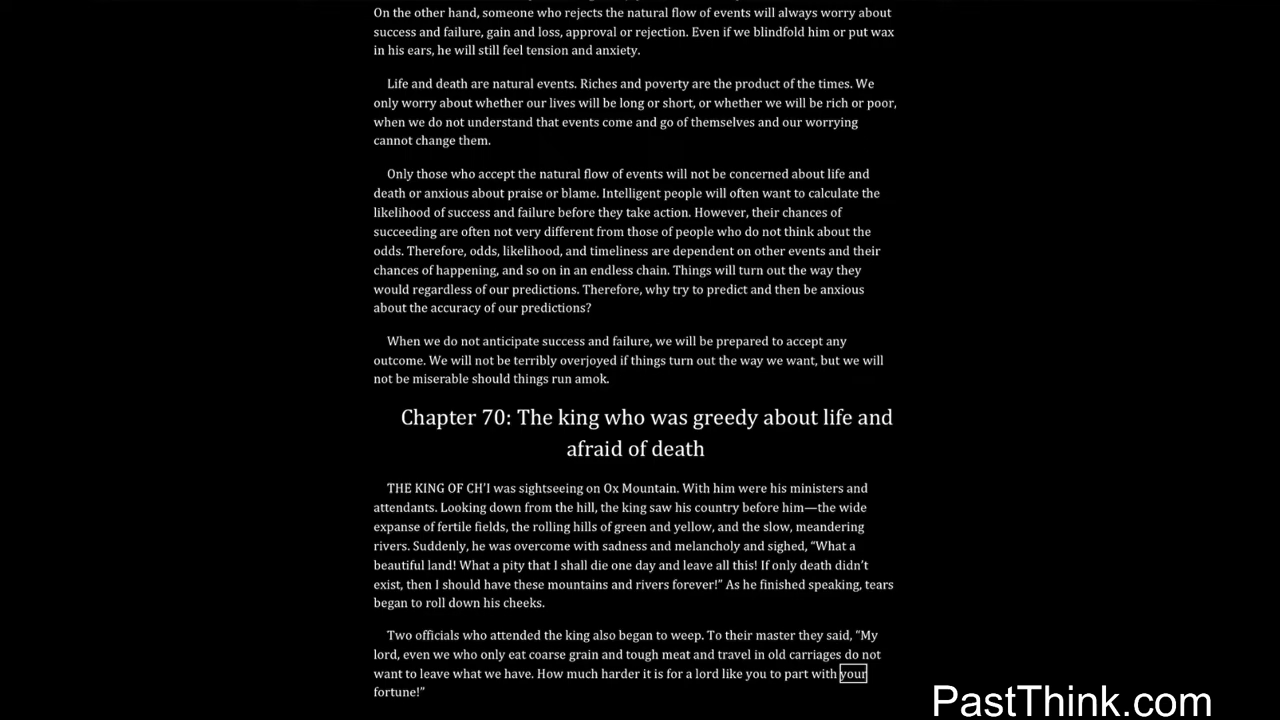 On the other hand, someone who rejects the natural flow of events will always worry about
success and failure, gain and loss, approval or rejection. Even if we blindfold him or put wax
in his ears, he will still feel tension and anxiety.
Life and death are natural events. Riches and poverty are the product of the times. We
only worry about whether our lives will be long or short, or whether we will be rich or poor,
when we do not understand that events come and go of themselves and our worrying
cannot change them.
Only those who accept the natural flow of events will not be concerned about life and
death or anxious about praise or blame. Intelligent people will often want to calculate the
likelihood of success and failure before they take action. However, their chances of
succeeding are often not very different from those of people who do not think about the
odds. Therefore, odds, likelihood, and timeliness are dependent on other events and their
chances of happening, and so on in an endless chain. Things will turn out the way they
would regardless of our predictions. Therefore, why try to predict and then be anxious
about the accuracy of our predictions?
When we do not anticipate success and failure, we will be prepared to accept any
outcome. We will not be terribly overjoyed if things turn out the way we want, but we will
not be miserable should things run amok.
Chapter 70: The king who was greedy about life and
afraid of death
THE KING OF CH’I was sightseeing on Ox Mountain. With him were his ministers and
attendants. Looking down from the hill, the king saw his country before him—the wide
expanse of fertile fields, the rolling hills of green and yellow, and the slow, meandering
rivers. Suddenly, he was overcome with sadness and melancholy and sighed, “What a
beautiful land! What a pity that I shall die one day and leave all this! If only death didn’t
exist, then I should have these mountains and rivers forever!” As he finished speaking, tears
began to roll down his cheeks.
Two officials who attended the king also began to weep. To their master they said, “My
lord, even we who only eat coarse grain and tough meat and travel in old carriages do not
want to leave what we have. How much harder it is for a lord like you to part with your
fortune!”
PastThink.com